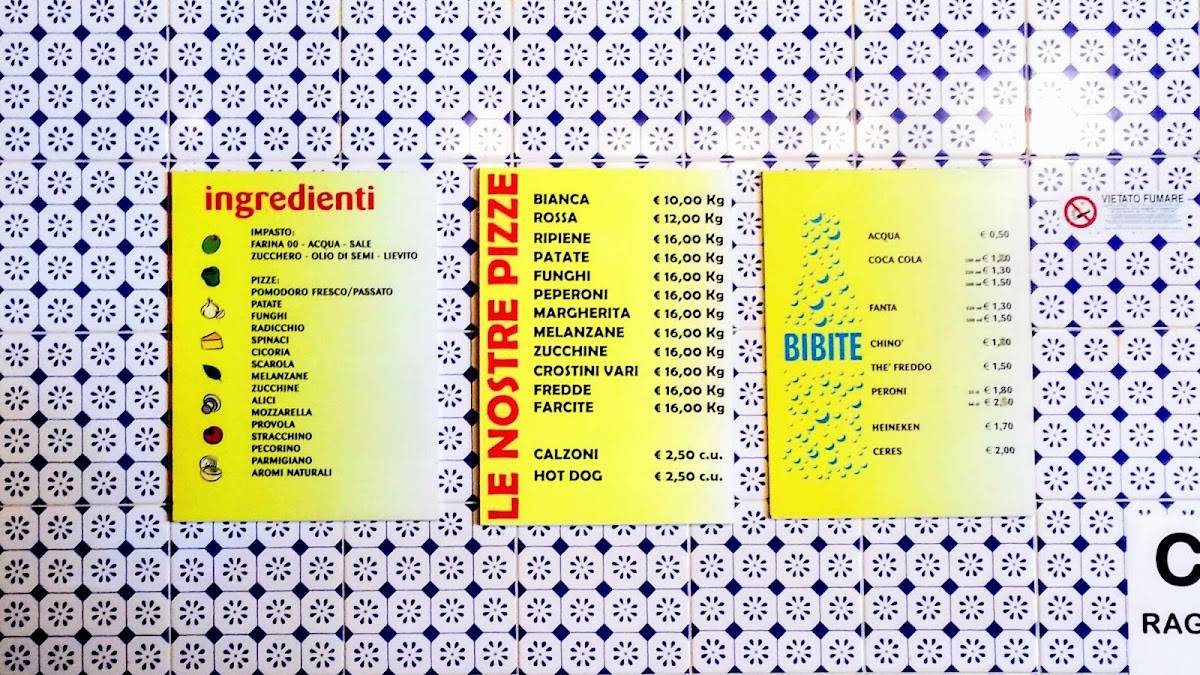 ingredienti
IMPASTO:
FARINA 00 - ACQUA - SALE
ZUCCHERO - OLIO DI SEMI - LIEVITO
PIZZE:
POMODORO FRESCO/PASSATO
PATATE
FUNGHI
RADICCHIO
SPINACI
CICORIA
SCAROLA
MELANZANE
ZUCCHINE
ALICI
MOZZARELLA
PROVOLA
STRACCHINO
PECORINO
PARMIGIANO
AROMI NATURALI
LE NOSTRE PIZZE
BIANCA € 10,00 Kg
ROSSA € 12,00 Kg
RIPIENE € 16,00 Kg
PATATE € 16,00 Kg
FUNGHI € 16,00 Kg
PEPERONI € 16,00 Kg
MARGHERITA € 16,00 Kg
MELANZANE € 16,00 Kg
ZUCCHINE € 16,00 Kg
CROSTINI VARI € 16,00 Kg
FREDDE € 16,00 Kg
FARCITE € 16,00 Kg
CALZONI € 2,50 c.u.
HOT DOG € 2,50 c.u.
BIBITE
ACQUA € 0,50
COCA COLA €
€ 1,30
€ 1,50
FANTA € 1,30
€ 1,50
CHINO' €
THE' FREDDO € 1,50
PERONI € 1,80
€
HEINEKEN € 1,70
CERES € 2,00
VIETATO FUMARE
C
RAG